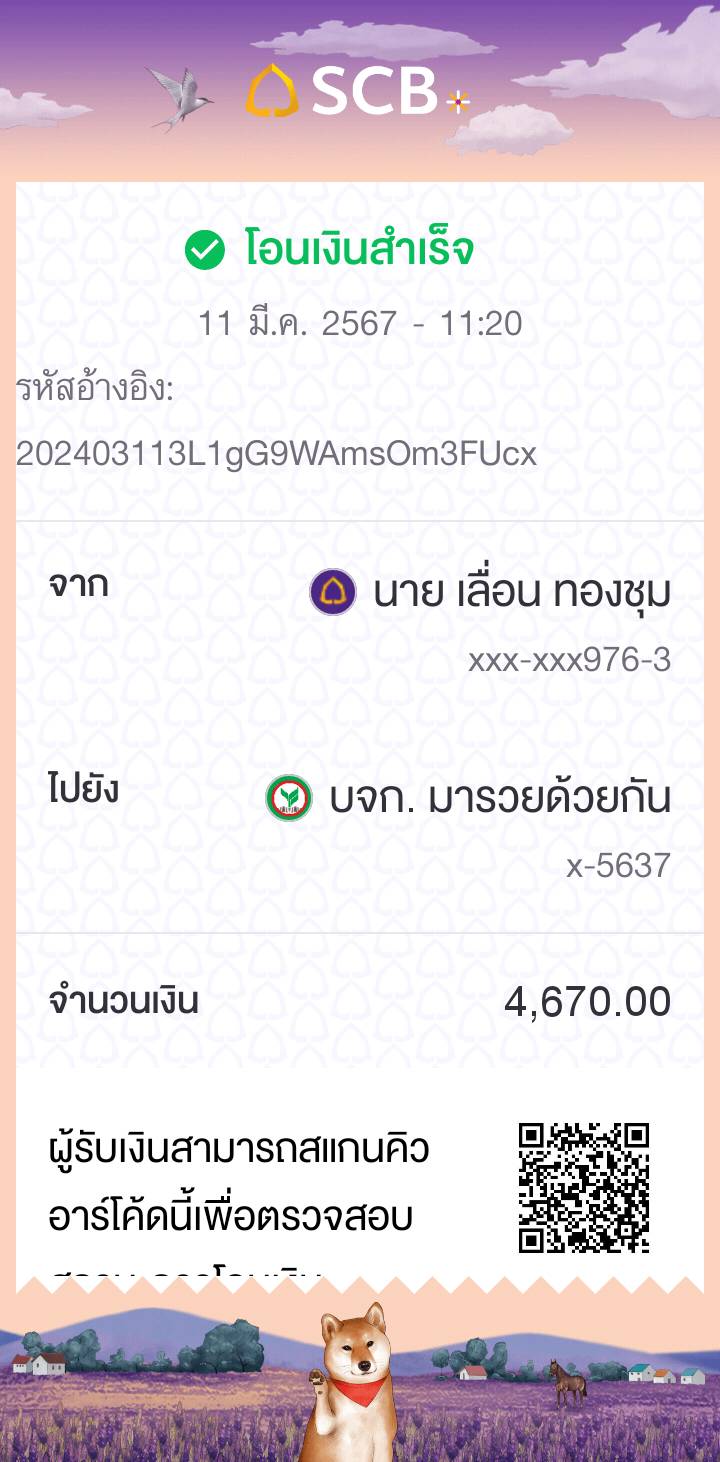 SCB
โอนเงินสำเร็จ
11 มี.ค. 2567 - 11:20
รหัสอ้างอิง:
202403113L1gG9WAmsOm3FUcx
จาก
นาย เลื่อน ทองชุม
xxx-xxx976-3
ไปยัง
บจก. มารวยด้วยกัน
x-5637
จำนวนเงิน
4,670.00
ผู้รับเงินสามารถสแกนคิว
อาร์โค้ดนี้เพื่อตรวจสอบ